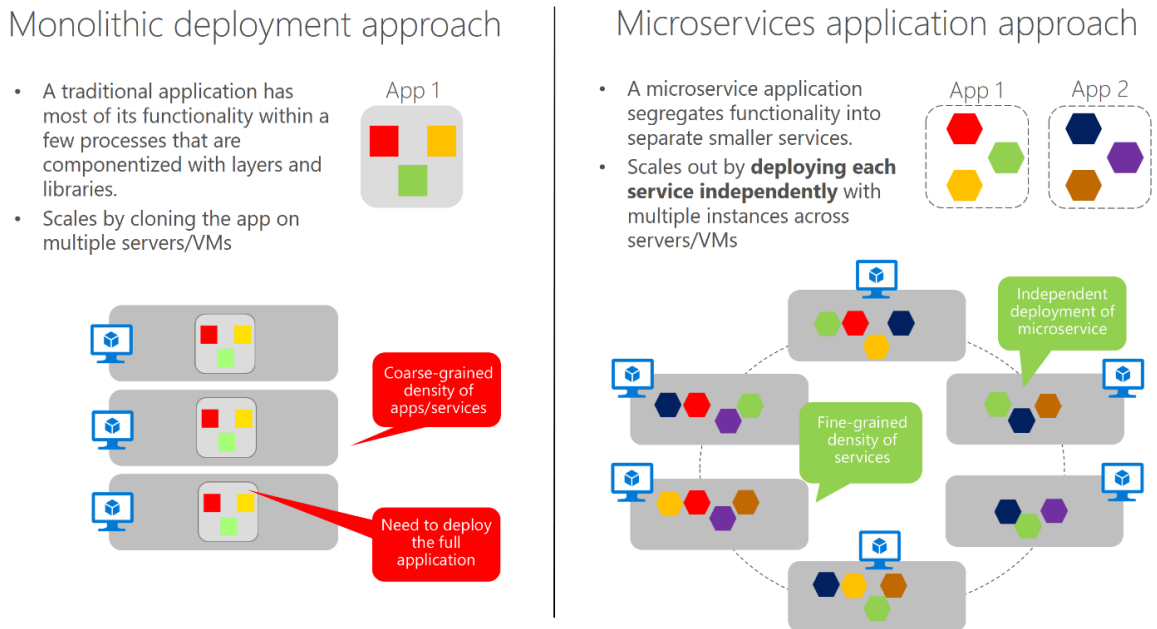 Monolithic deployment approach
• A traditional application has
most of its functionality within a
few processes that are
componentized with layers and
libraries.
• Scales by cloning the app on
multiple servers/VMs
App 1
Coarse-grained
density of
apps/services
Need to deploy
the full
application
Microservices application approach
• A microservice application
segregates functionality into
separate smaller services.
• Scales out by deploying each
service independently with
multiple instances across
servers/VMs
App 1
App 2
Independent
deployment of
microservice
Fine-grained
density of
services